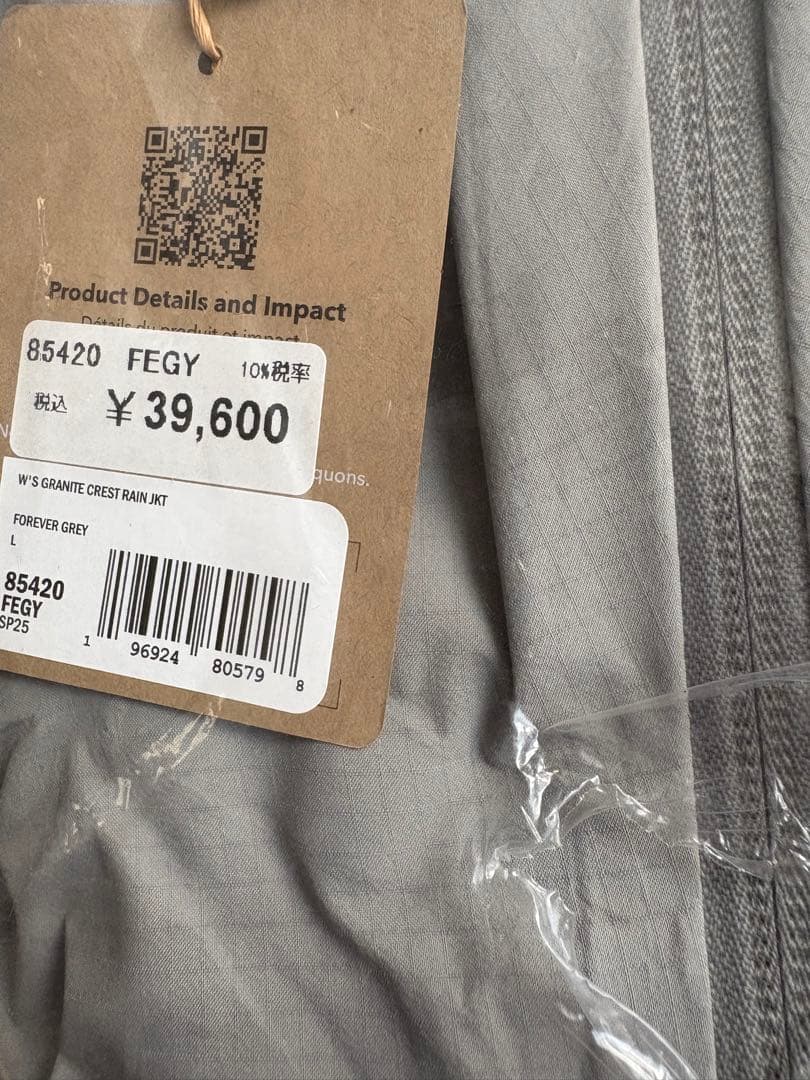 Product Details and Impact
Détails du produit et impact
85420 FEGY 10%税率
税込 ¥39,600
quons.
W'S GRANITE CREST RAIN JKT
FOREVER GREY
L
85420
FEGY
SP25
1 96924 80579 8